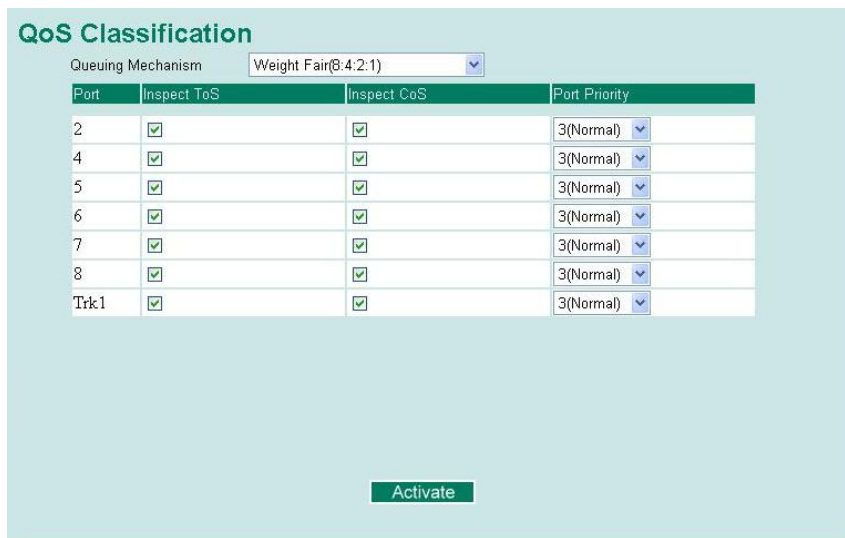 QoS Classification
Queuing Mechanism Weight Fair(8:4:2:1)
Port Inspect ToS Inspect CoS Port Priority
2 3(Normal)
4 3(Normal)
5 3(Normal)
6 3(Normal)
7 3(Normal)
8 3(Normal)
Trk1 3(Normal)
Activate